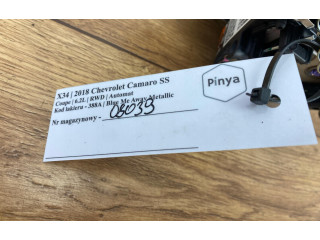 X34 | 2018 Chevrolet Camaro SS
Coupe | 6.2L | RWD | Automat
Kod lakieru - 388A | Blue Me Away Metallic
Nr magazynowy - 08039
Pinya